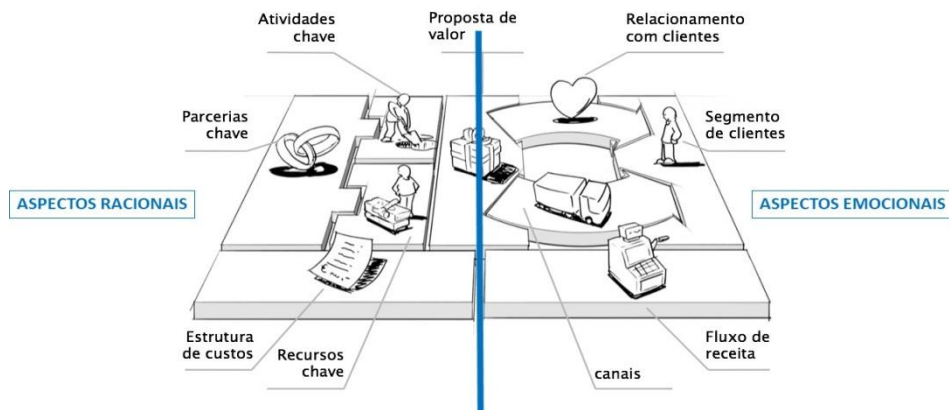 Atividades
chave
Proposta de
valor
Relacionamento
com clientes
Parcerias
chave
Segmento
de clientes
ASPECTOS RACIONAIS
ASPECTOS EMOCIONAIS
Estrutura
de custos
Recursos
chave
canais
Fluxo de
receita